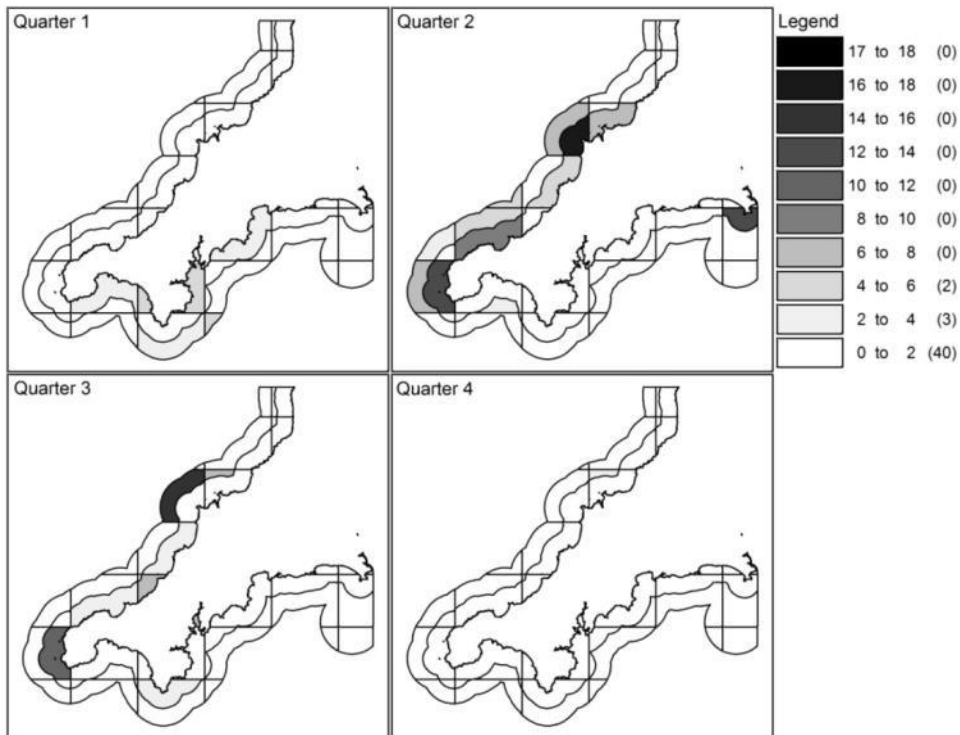 Quarter 1
Quarter 2
Legend
17 to 18 (0)
16 to 18 (0)
14 to 16 (0)
12 to 14 (0)
10 to 12 (0)
8 to 10 (0)
6 to 8 (0)
4 to 6 (2)
2 to 4 (3)
0 to 2 (40)
Quarter 3
Quarter 4